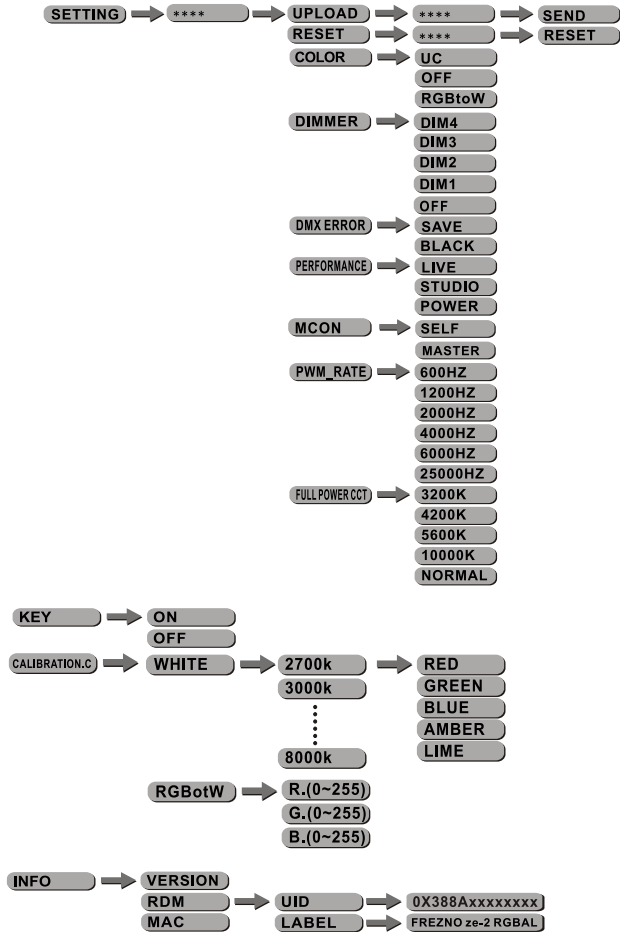 SETTING **** UPLOAD **** SEND
RESET **** RESET
COLOR UC
OFF
RGBtoW
DIMMER DIM4
DIM3
DIM2
DIM1
OFF
DMX ERROR SAVE
BLACK
PERFORMANCE LIVE
STUDIO
POWER
MCON SELF
MASTER
PWM_RATE 600HZ
1200HZ
2000HZ
4000HZ
6000HZ
25000HZ
FULL POWER CCT 3200K
4200K
5600K
10000K
NORMAL
KEY ON
OFF
CALIBRATION.C WHITE 2700k RED
3000k GREEN
BLUE
AMBER
8000k LIME
RGBotW R.(0~255)
G.(0~255)
B.(0~255)
INFO VERSION
RDM UID 0X388Axxxxxxxx
MAC LABEL FREZNO ze-2 RGBAL